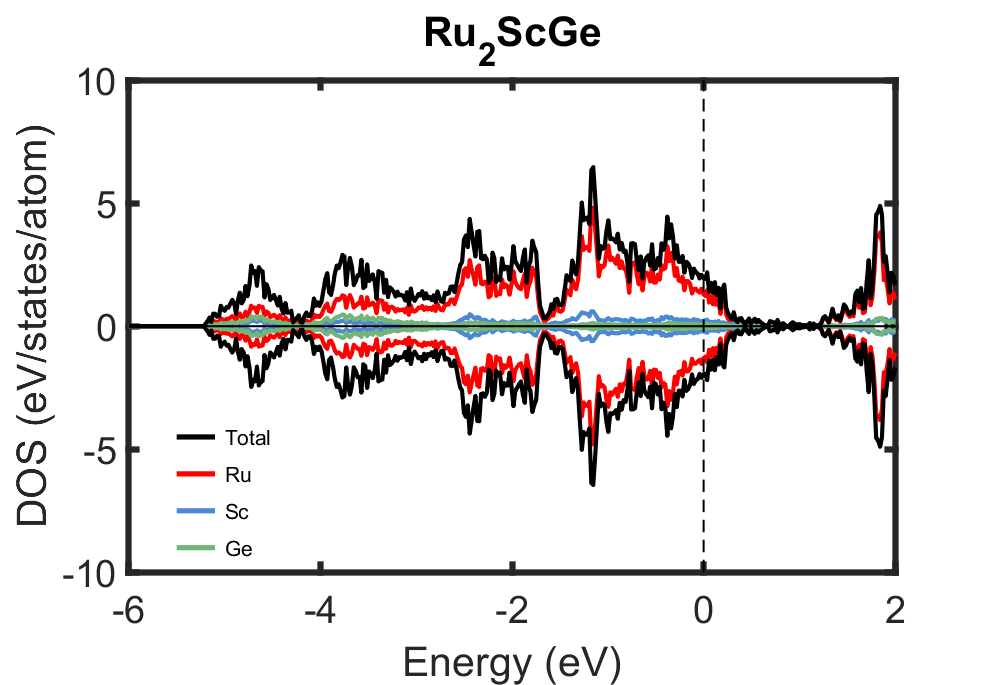 Ru2ScGe
10
5
0
-5
-10
DOS (eV/states/atom)
Total
Ru
Sc
Ge
-6 -4 -2 0 2
Energy (eV)